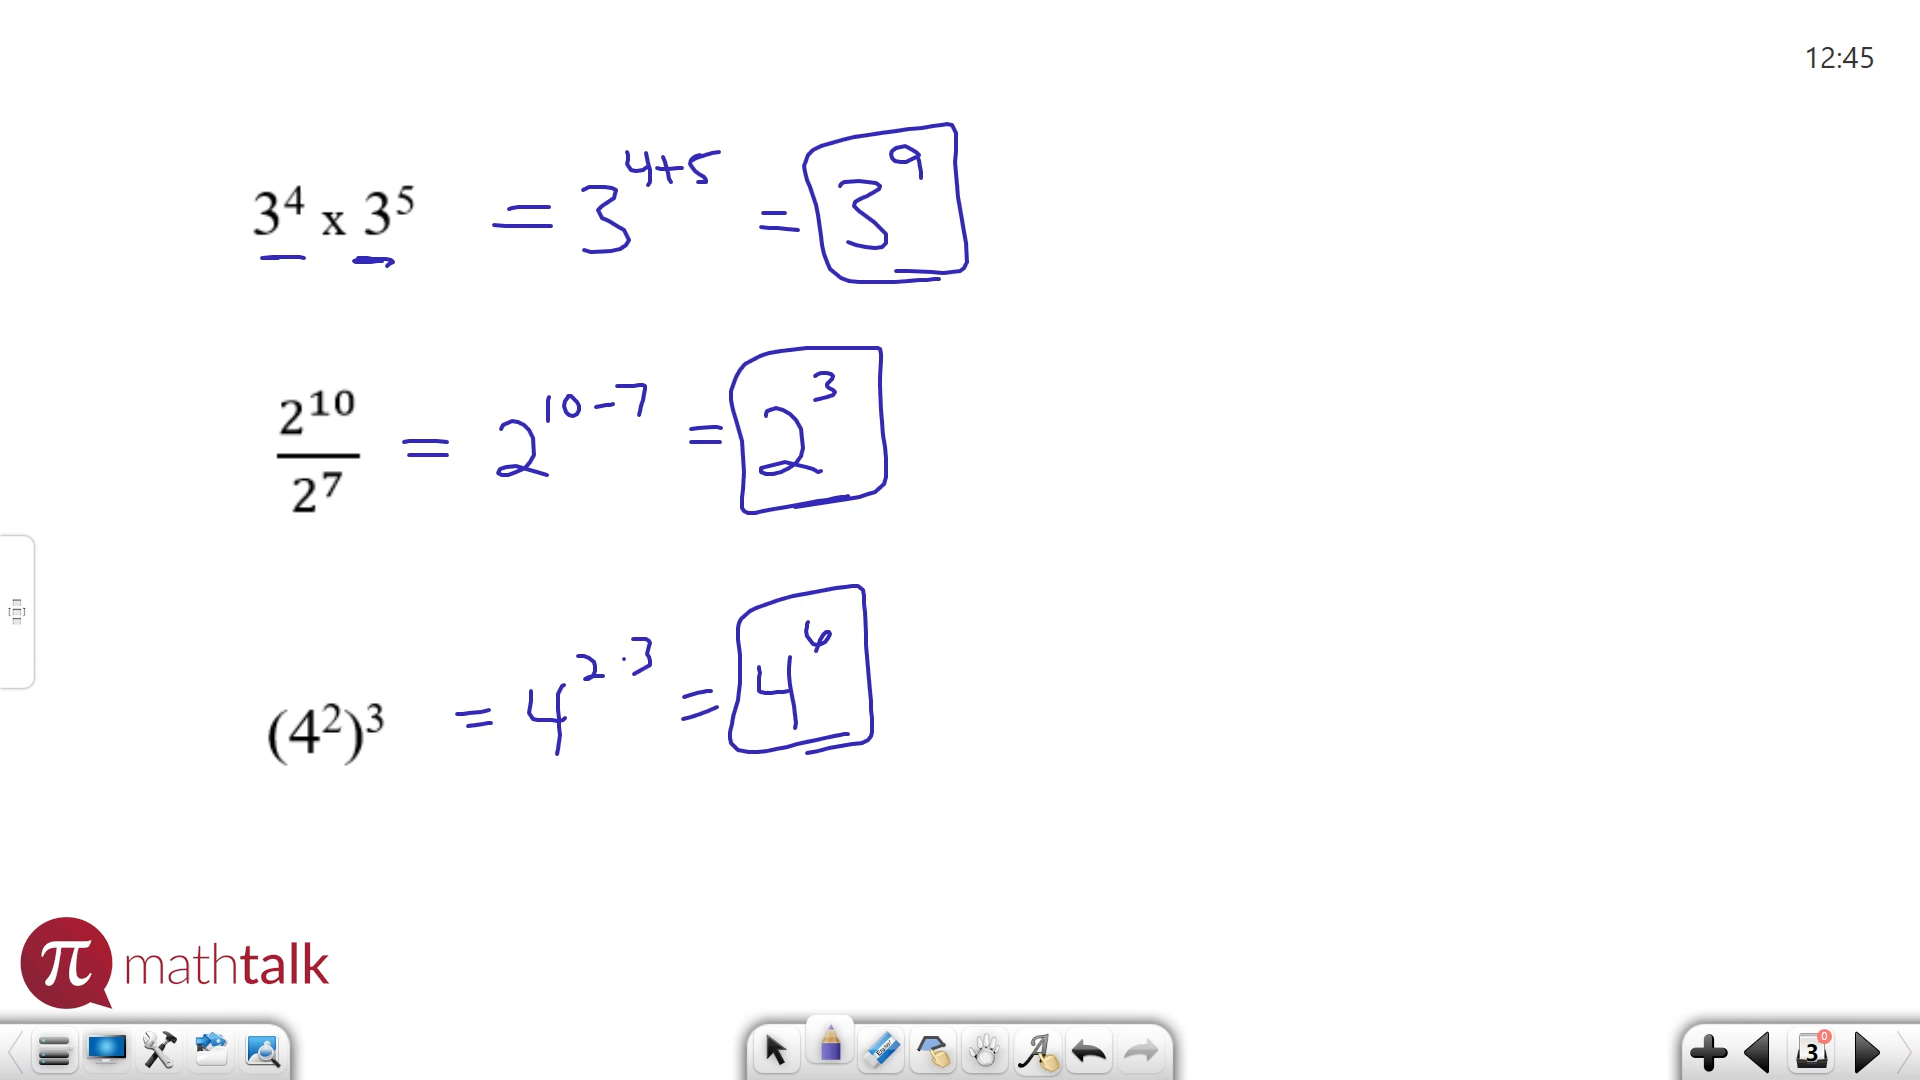 12:45
3⁴ x 3⁵ = 3⁴⁺⁵ = 3⁹
2¹⁰/2⁷ = 2¹⁰⁻⁷ = 2³
(4²)³ = 4²·³ = 4⁶
π mathtalk
Eraser
A
3
0